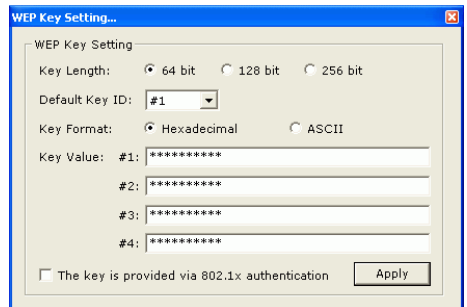 WEP Key Setting...
WEP Key Setting
Key Length: 64 bit 128 bit 256 bit
Default Key ID: #1
Key Format: Hexadecimal ASCII
Key Value: #1: **********
#2: **********
#3: **********
#4: **********
The key is provided via 802.1x authentication Apply